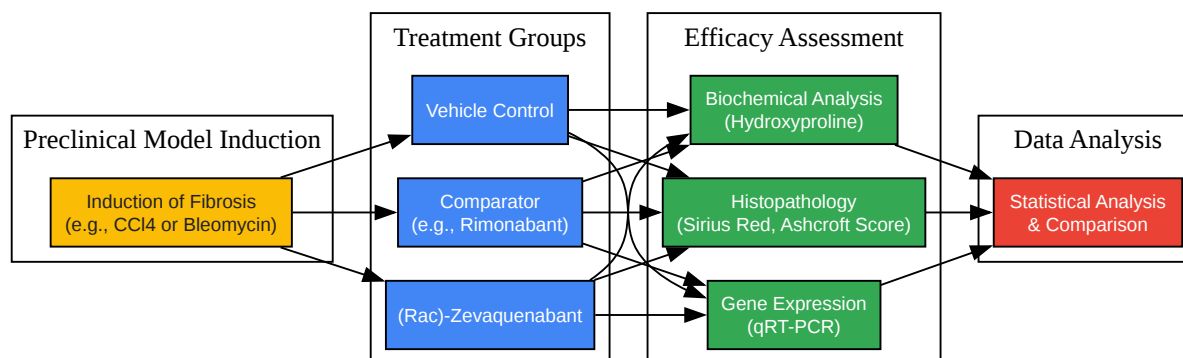 Preclinical Model Induction
Induction of Fibrosis
(e.g., CCl4 or Bleomycin)
Treatment Groups
Vehicle Control
Comparator
(e.g., Rimonabant)
(Rac)-Zevaquenabant
Efficacy Assessment
Biochemical Analysis
(Hydroxyproline)
Histopathology
(Sirius Red, Ashcroft Score)
Gene Expression
(qRT-PCR)
Data Analysis
Statistical Analysis
& Comparison